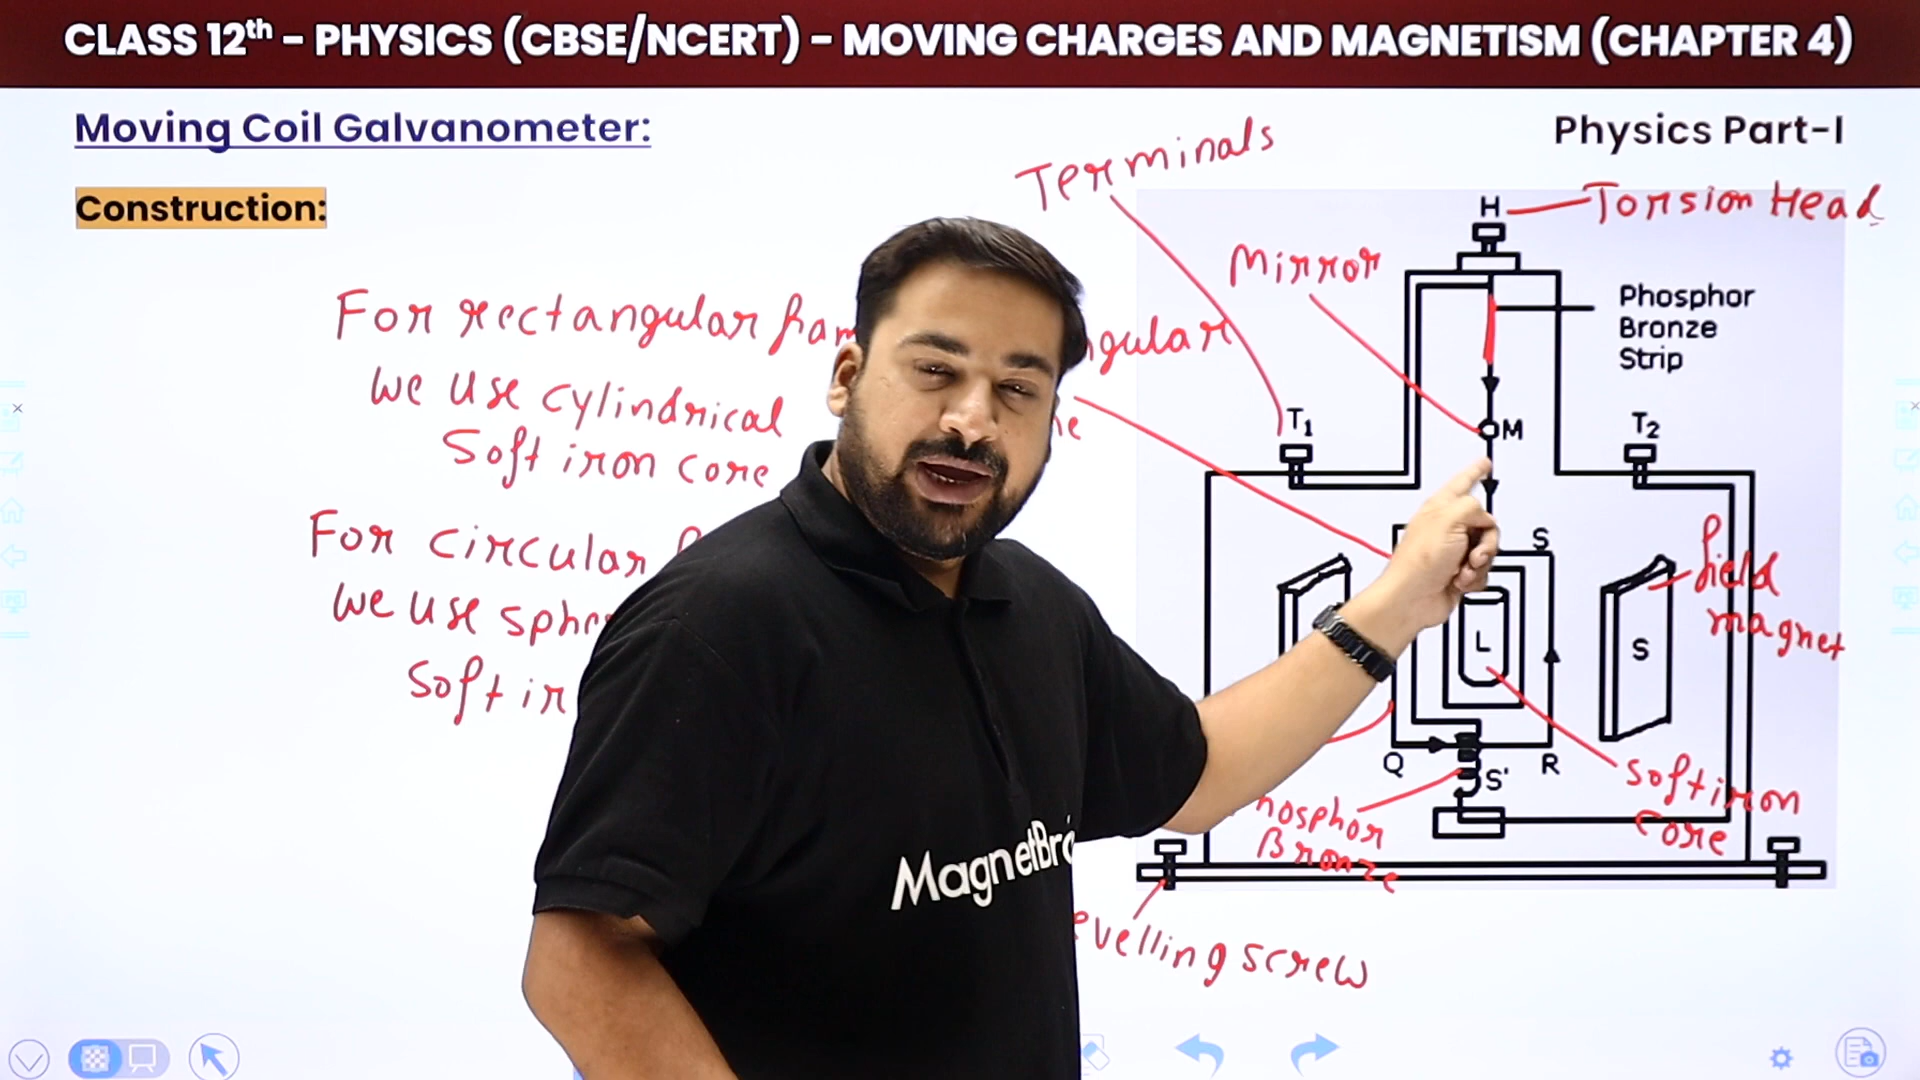 CLASS 12th - PHYSICS (CBSE/NCERT) - MOVING CHARGES AND MAGNETISM (CHAPTER 4)
Moving Coil Galvanometer:
Physics Part-I
Construction:
Terminals
H
Torsion Head
Mirror
Phosphor
Bronze
Strip
For rectangular
we use cylindrical
Soft iron core
T1
M
T2
For circular
we use
Soft
S
field
magnet
L
S
Q
S'
R
soft iron
core
Bronze
screw
MagnetBr